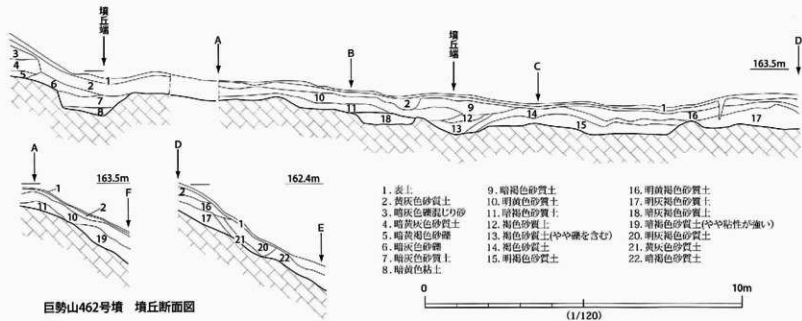 墳丘端
A
B
墳丘端
C
D
163.5m
3
4
5
6
1
2
7
8
10
11
18
2
9
12
13
14
15
1
16
17
A
163.5m
F
1
2
11
10
19
D
162.4m
E
2
16
17
1
21
20
22
1. 表土
2. 黄灰色砂質土
3. 暗灰色礫混じり砂
4. 暗黄灰色砂質土
5. 暗黄褐色砂礫
6. 暗灰色砂礫
7. 暗灰色砂質土
8. 暗黄色粘土
9. 暗褐色砂質土
10. 明黄色砂質土
11. 暗褐色砂質土
12. 褐色砂質土
13. 褐色砂質土(やや礫を含む)
14. 褐色砂質土
15. 明褐色砂質土
16. 明黄褐色砂質土
17. 明灰褐色砂質土
18. 暗灰褐色砂質土
19. 暗褐色砂質土(やや粘性が強い)
20. 明灰褐色砂質土
21. 黄灰色砂質土
22. 暗褐色砂質土
巨勢山462号墳 墳丘断面図
0
10m
(1/120)